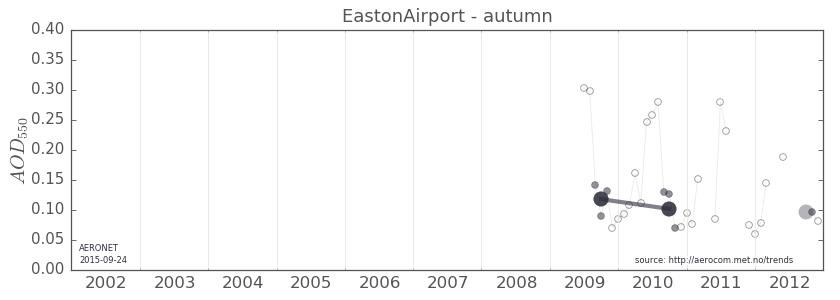 EastonAirport - autumn
0.40
0.35
0.30
0.25
0.20
0.15
0.10
0.05
0.00
AOD550
AERONET
2015-09-24
source: http://aerocom.met.no/trends
2002 2003 2004 2005 2006 2007 2008 2009 2010 2011 2012